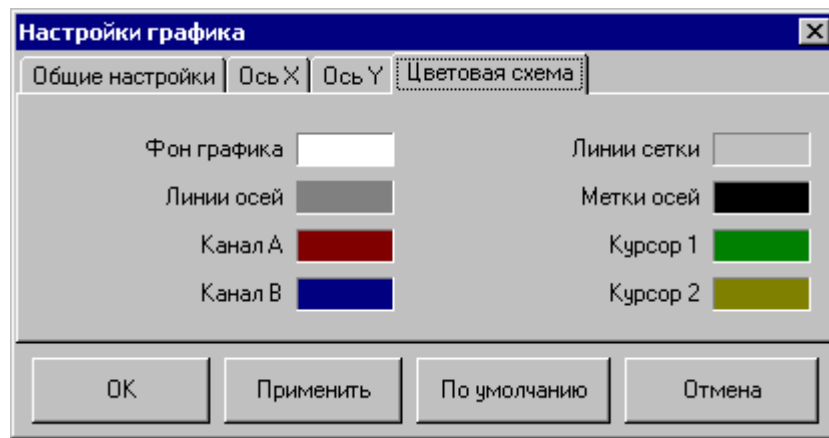 Настройки графика
Общие настройки Ось X Ось Y Цветовая схема
Фон графика Линии сетки
Линии осей Метки осей
Канал A Курсор 1
Канал B Курсор 2
OK Применить По умолчанию Отмена